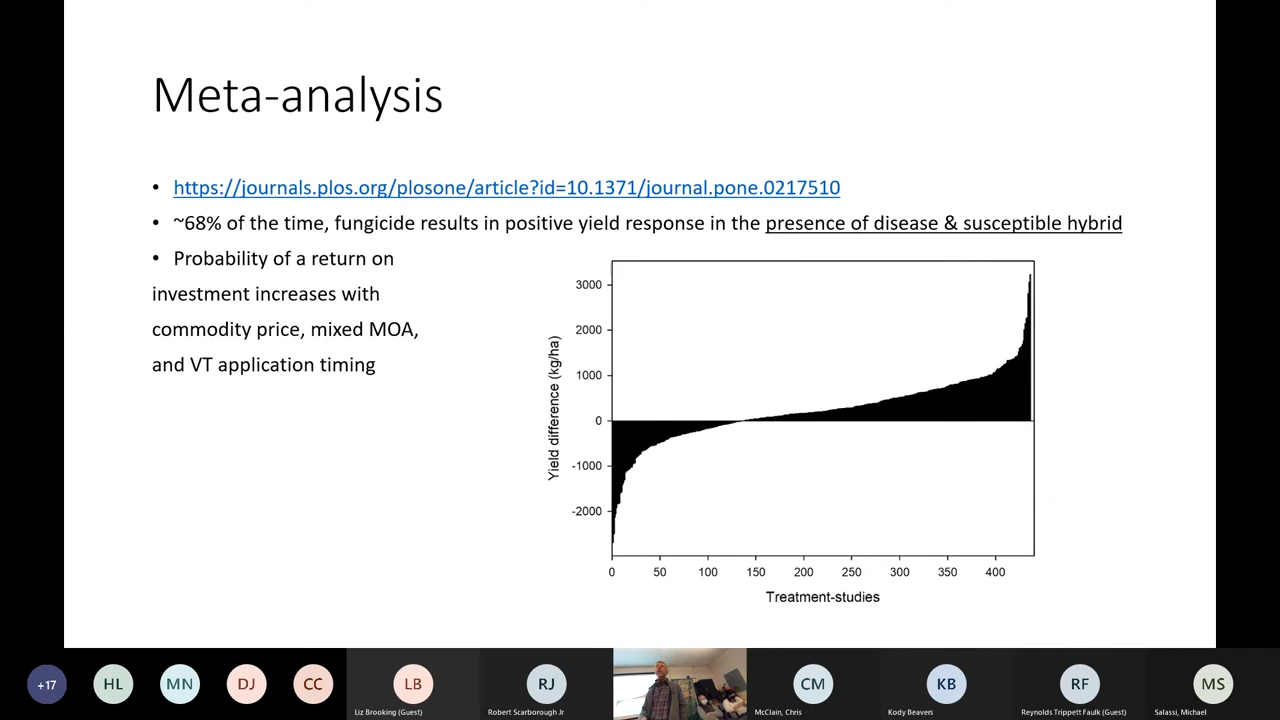 Meta-analysis
• https://journals.plos.org/plosone/article?id=10.1371/journal.pone.0217510
• ~68% of the time, fungicide results in positive yield response in the presence of disease & susceptible hybrid
• Probability of a return on
investment increases with
commodity price, mixed MOA,
and VT application timing
Yield difference (kg/ha)
3000
2000
1000
0
-1000
-2000
0 50 100 150 200 250 300 350 400
Treatment-studies
+17 HL MN DJ CC LB RJ CM KB RF MS
Liz Brooking (Guest) Robert Scarborough Jr McClain, Chris Kody Beavers Reynolds Trippett Faulk (Guest) Salassi, Michael